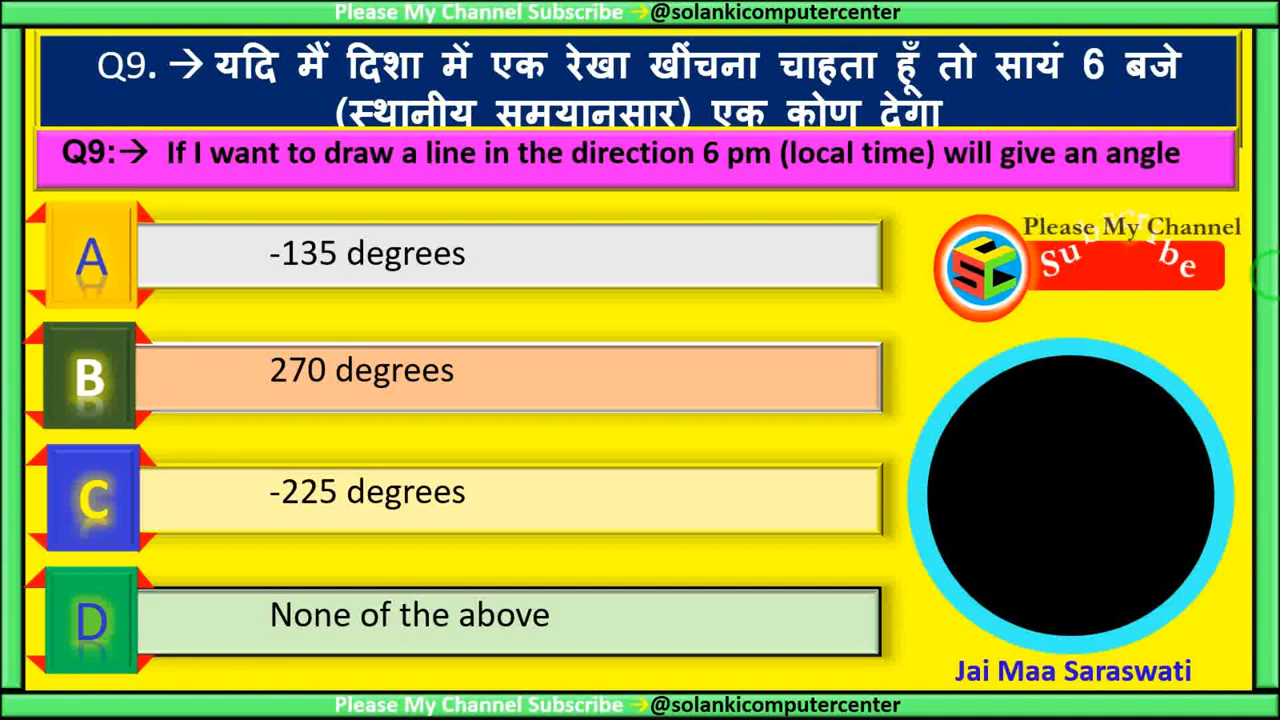 Please My Channel Subscribe →@solankicomputercenter
Q9. → यदि मैं दिशा में एक रेखा खींचना चाहता हूँ तो सायं 6 बजे
(स्थानीय समयानसार) एक कोण देगा
Q9:→ If I want to draw a line in the direction 6 pm (local time) will give an angle
A -135 degrees
B 270 degrees
C -225 degrees
D None of the above
Please My Channel
Subscribe
SCC
Jai Maa Saraswati
Please My Channel Subscribe →@solankicomputercenter